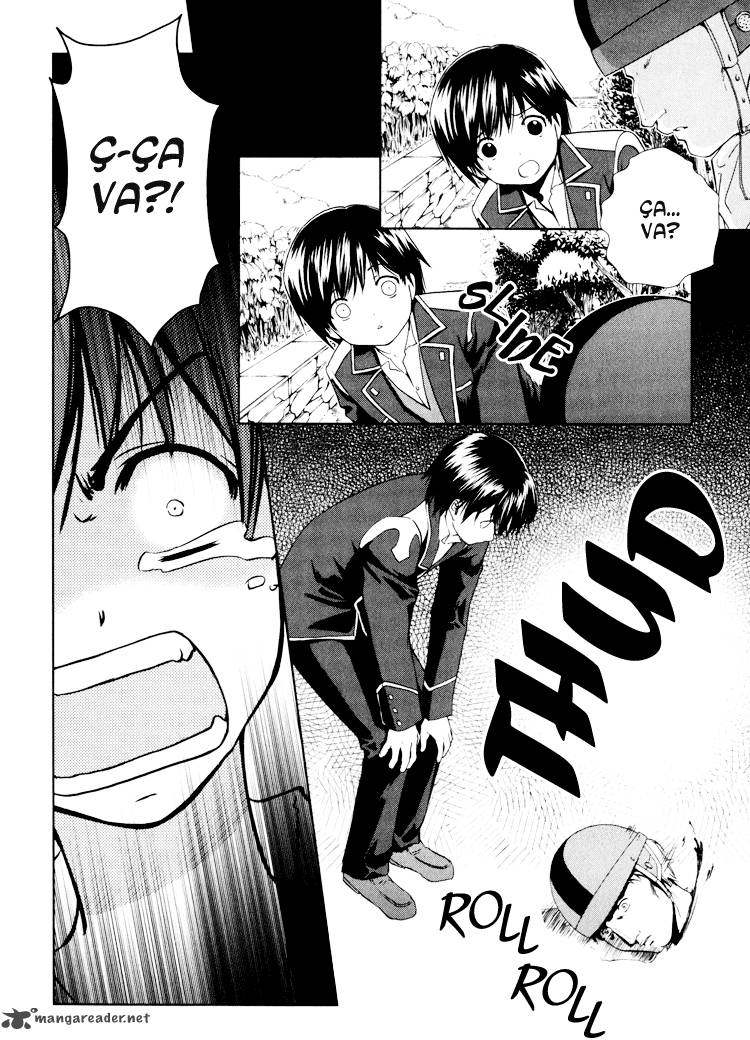 ÇA...
VA?
SLIDE
THUD
ROLL
ROLL
Ç-ÇA
VA?!
mangareader.net